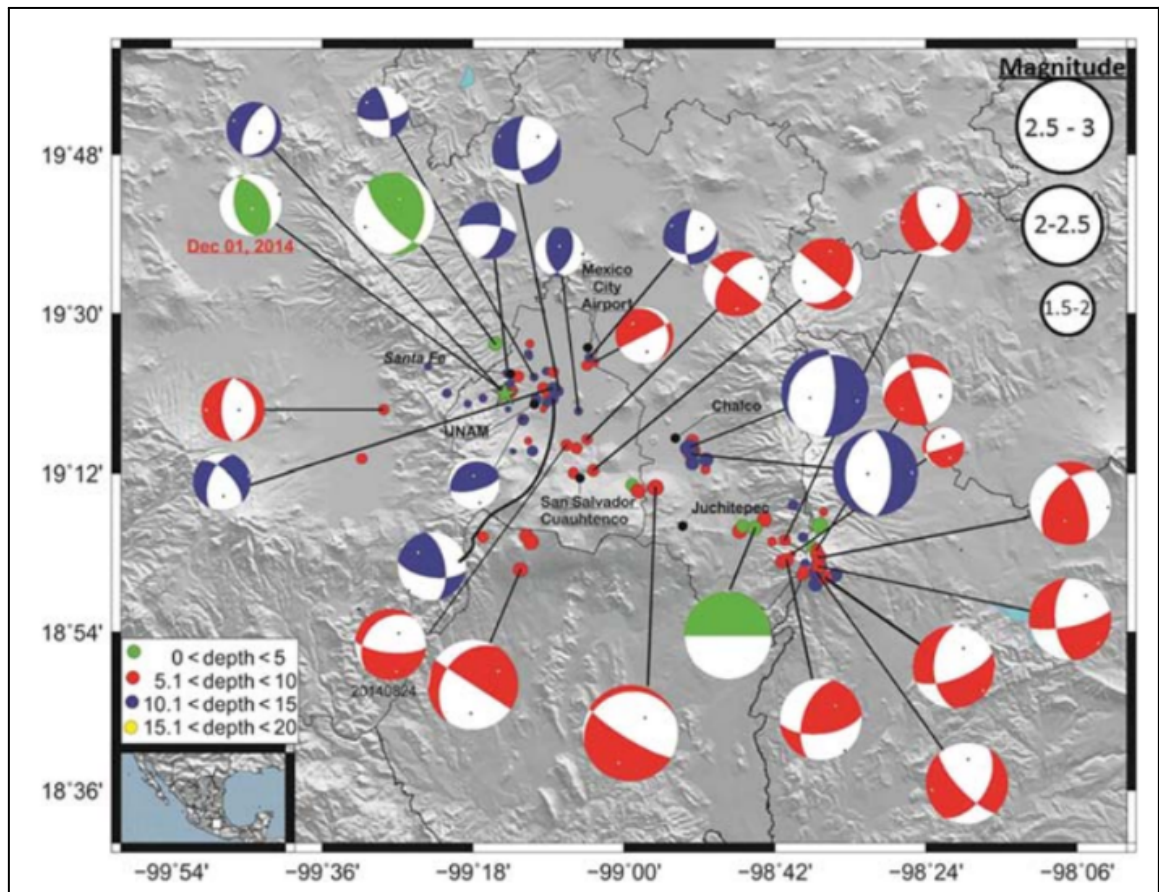 Magnitude
2.5 - 3
2-2.5
1.5-2
19°48'
19°30'
19°12'
18°54'
18°36'
Dec 01, 2014
Mexico
City
Airport
Santa Fe
UNAM
Chalco
San Salvador
Cuauhtenco
Juchitepec
20140824
0 < depth < 5
5.1 < depth < 10
10.1 < depth < 15
15.1 < depth < 20
−99°54' −99°36' −99°18' −99°00' −98°42' −98°24' −98°06'